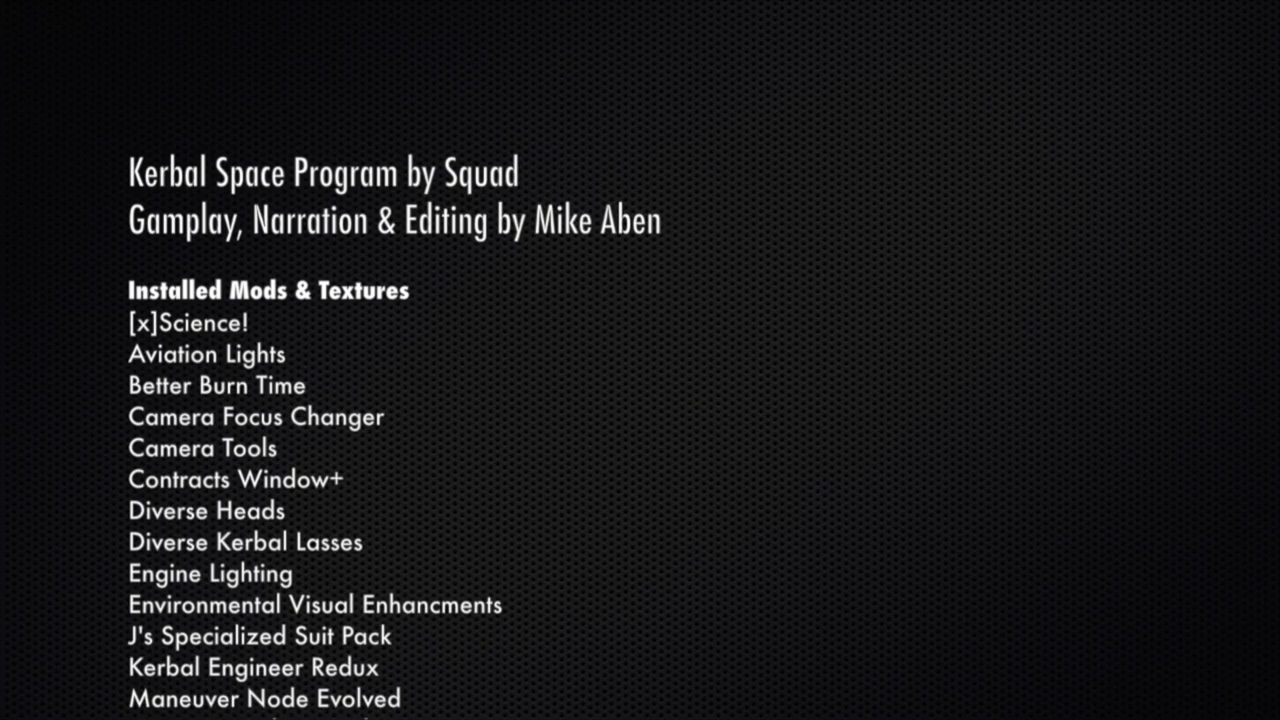 Kerbal Space Program by Squad
Gamplay, Narration & Editing by Mike Aben
Installed Mods & Textures
[x]Science!
Aviation Lights
Better Burn Time
Camera Focus Changer
Camera Tools
Contracts Window+
Diverse Heads
Diverse Kerbal Lasses
Engine Lighting
Environmental Visual Enhancments
J's Specialized Suit Pack
Kerbal Engineer Redux
Maneuver Node Evolved